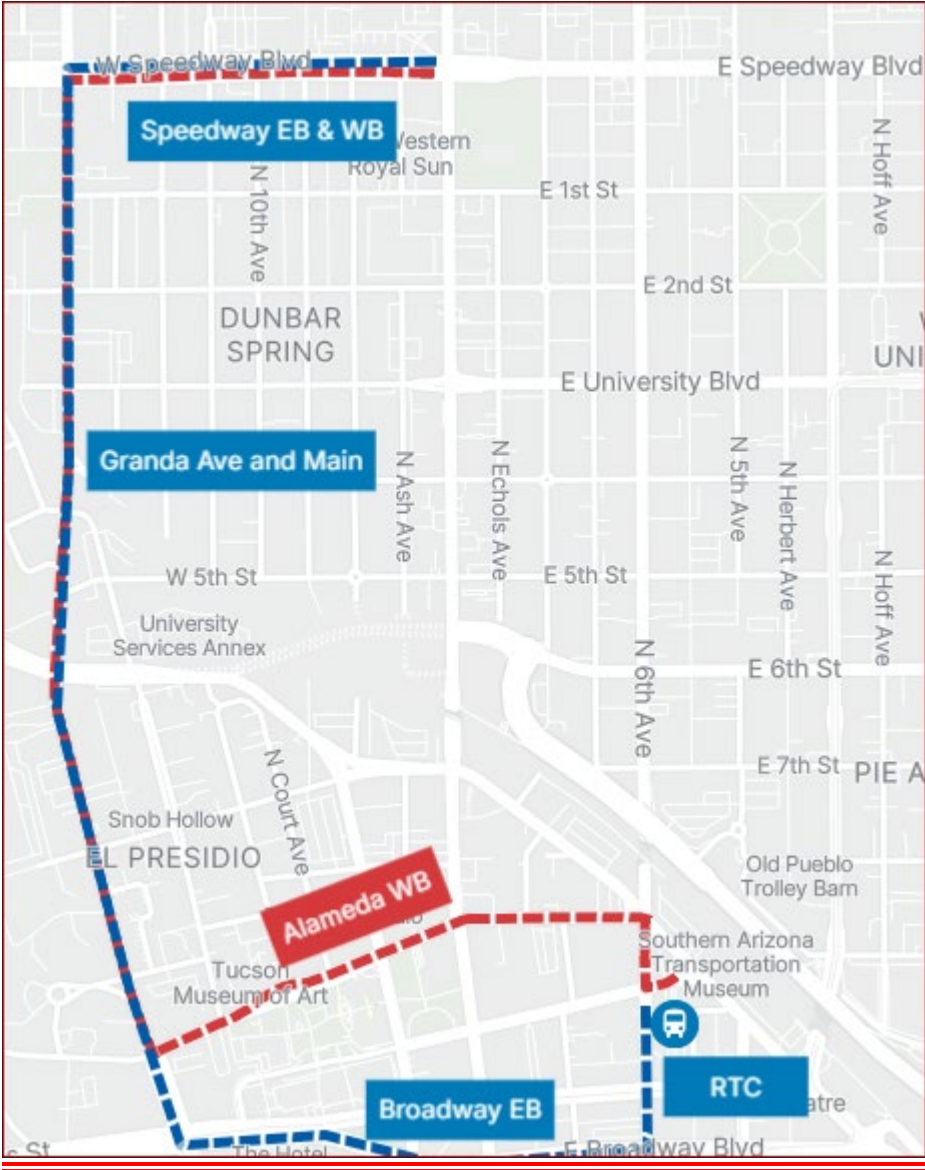 W Speedway Blvd
E Speedway Blvd
Speedway EB & WB
Western
Royal Sun
N Hoff Ave
N 10th Ave
E 1st St
E 2nd St
DUNBAR
SPRING
UNI
E University Blvd
Granda Ave and Main
N Ash Ave
N Echols Ave
N 5th Ave
N Herbert Ave
N Hoff Ave
W 5th St
E 5th St
University
Services Annex
N 6th Ave
E 6th St
N Court Ave
E 7th St
PIE A
Snob Hollow
EL PRESIDIO
Old Pueblo
Trolley Barn
Alameda WB
Southern Arizona
Transportation
Museum
Tucson
Museum of Art
RTC
atre
Broadway EB
E Broadway Blvd
c St
The Hotel